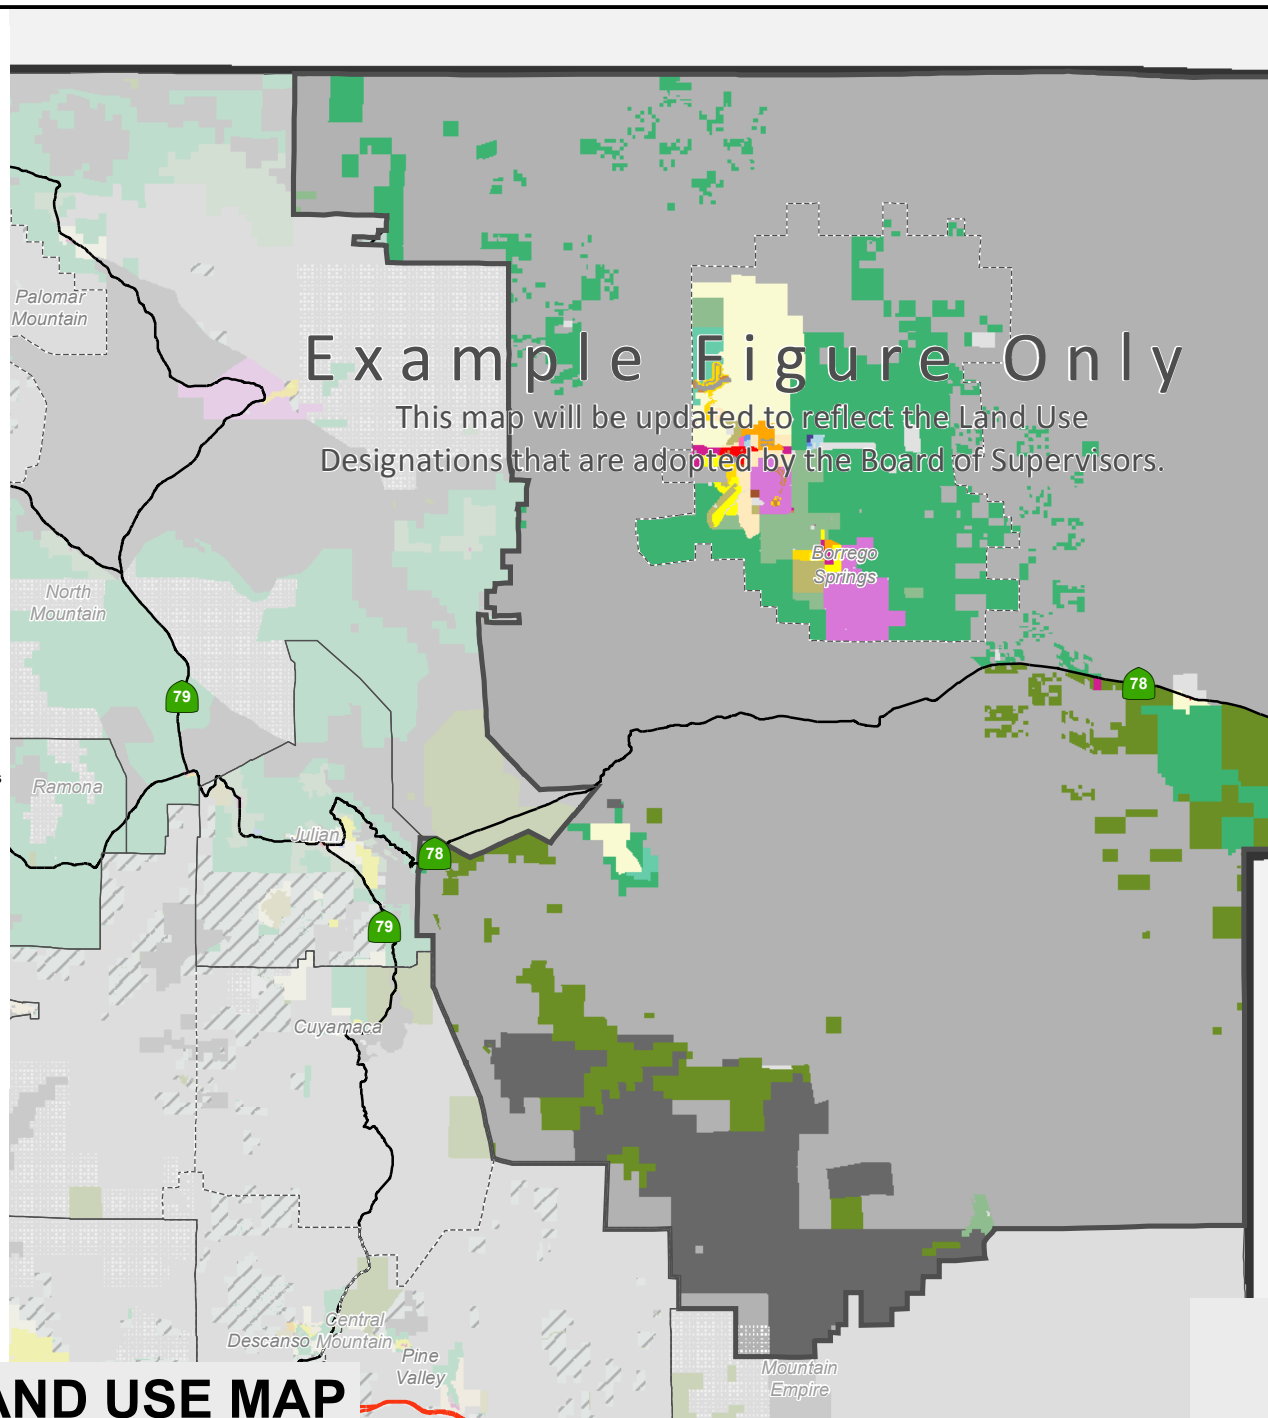 Palomar
Mountain
Example Figure Only
This map will be updated to reflect the Land Use
Designations that are adopted by the Board of Supervisors.
Borrego
Springs
North
Mountain
79
78
Ramona
Julian
78
79
Cuyamaca
Central
Mountain
Descanso
Pine
Valley
Mountain
Empire
AND USE MAP